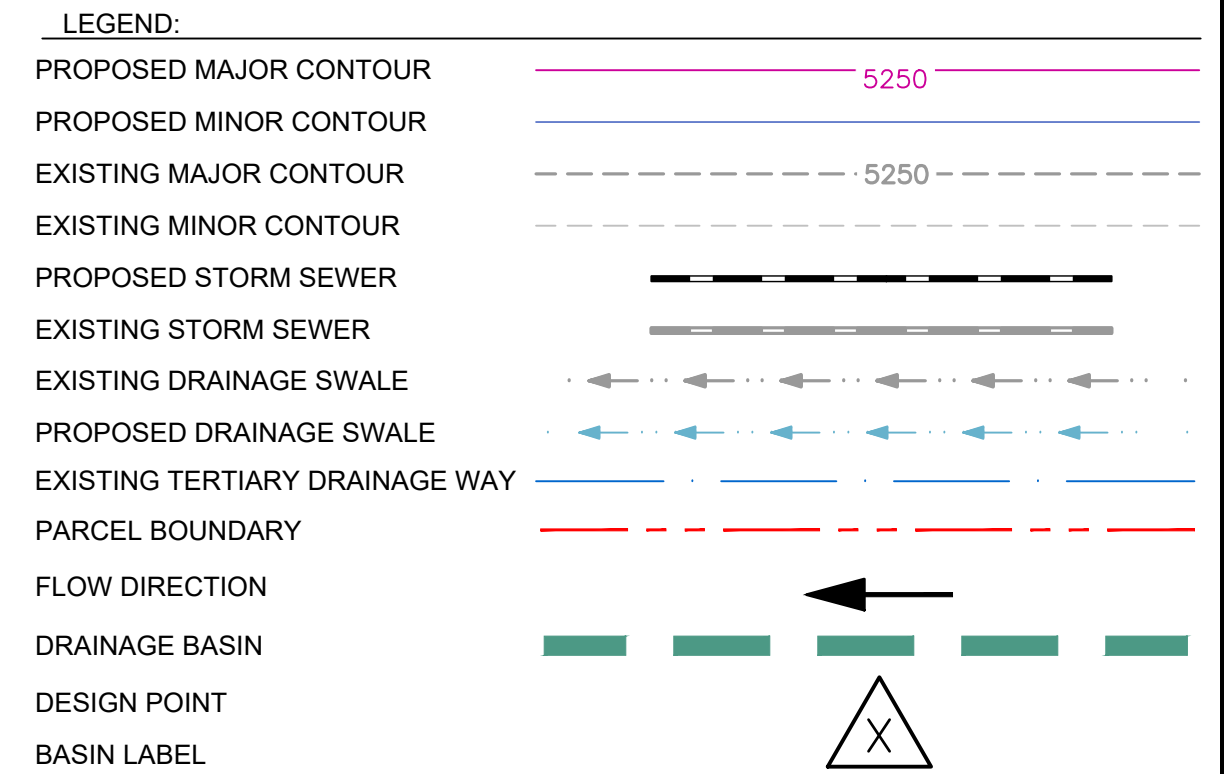 LEGEND:
PROPOSED MAJOR CONTOUR 5250
PROPOSED MINOR CONTOUR
EXISTING MAJOR CONTOUR 5250
EXISTING MINOR CONTOUR
PROPOSED STORM SEWER
EXISTING STORM SEWER
EXISTING DRAINAGE SWALE
PROPOSED DRAINAGE SWALE
EXISTING TERTIARY DRAINAGE WAY
PARCEL BOUNDARY
FLOW DIRECTION
DRAINAGE BASIN
DESIGN POINT X
BASIN LABEL